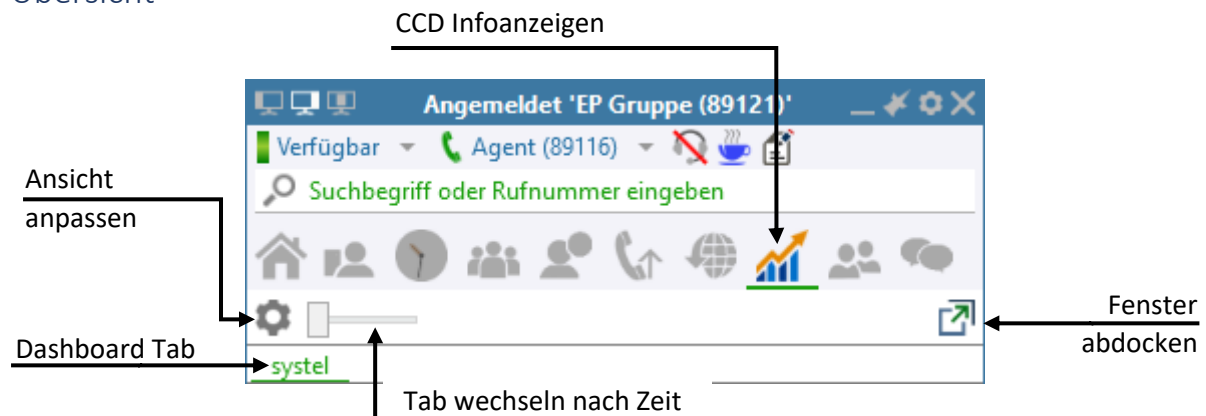 Übersicht
CCD Infoanzeigen
Angemeldet 'EP Gruppe (89121)'
Verfügbar Agent (89116)
Suchbegriff oder Rufnummer eingeben
Ansicht
anpassen
Fenster
abdocken
Dashboard Tab
systel
Tab wechseln nach Zeit